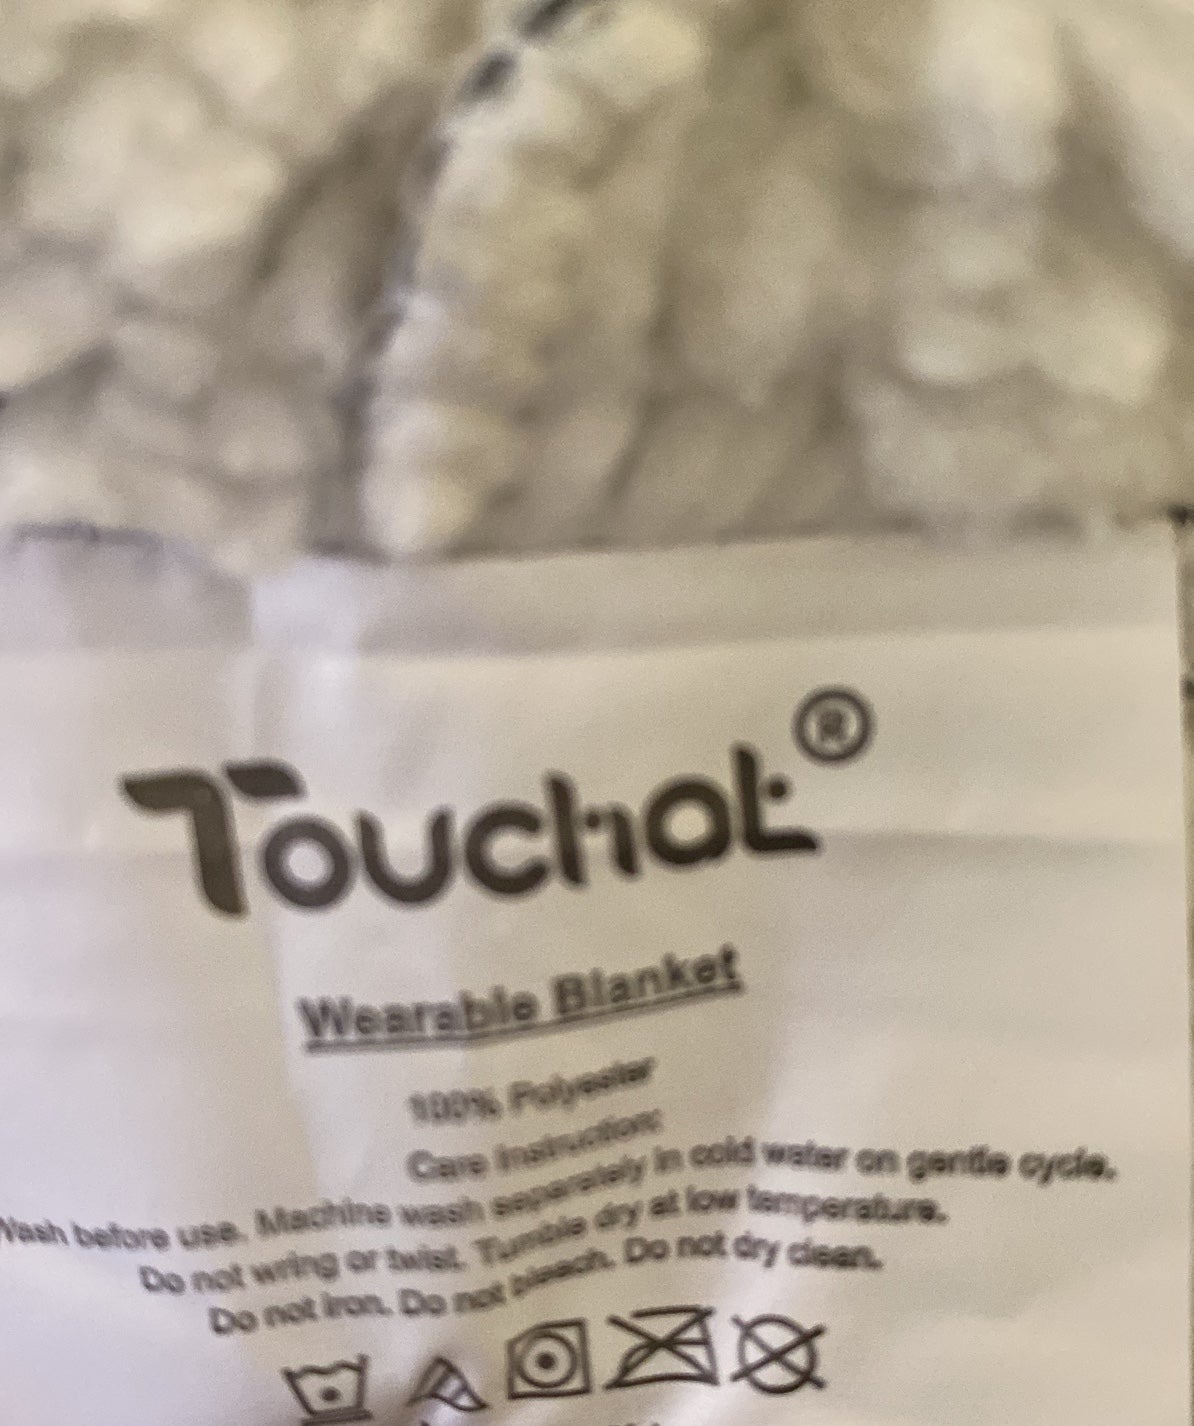 Touchat®
Wearable Blanket
100% Polyester
Care Instruction:
Wash before use. Machine wash separately in cold water on gentle cycle.
Do not wring or twist. Tumble dry at low temperature.
Do not iron. Do not bleach. Do not dry clean.